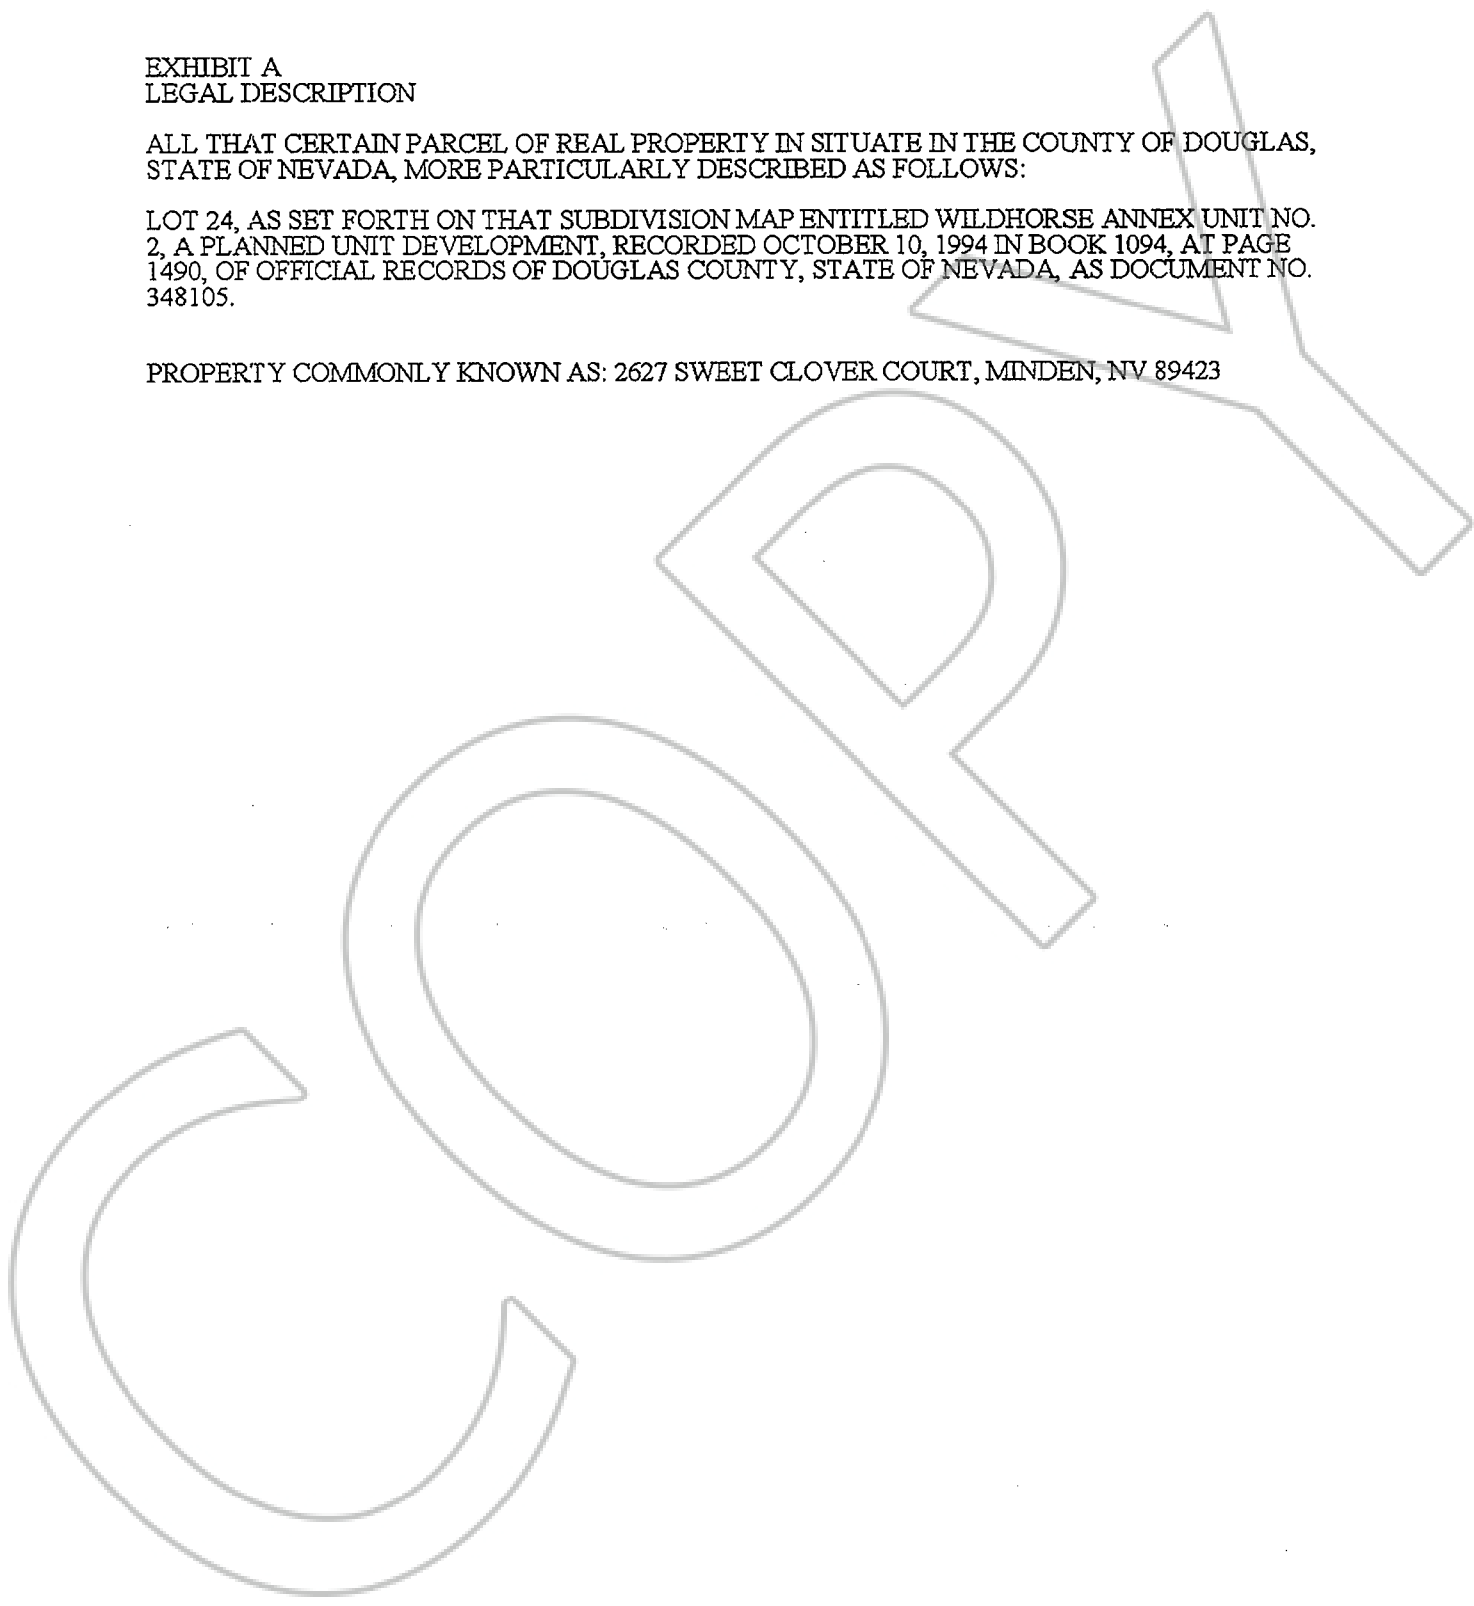 EXHIBIT A
LEGAL DESCRIPTION
ALL THAT CERTAIN PARCEL OF REAL PROPERTY IN SITUATE IN THE COUNTY OF DOUGLAS,
STATE OF NEVADA, MORE PARTICULARLY DESCRIBED AS FOLLOWS:
LOT 24, AS SET FORTH ON THAT SUBDIVISION MAP ENTITLED WILDHORSE ANNEX UNIT NO.
2, A PLANNED UNIT DEVELOPMENT, RECORDED OCTOBER 10, 1994 IN BOOK 1094, AT PAGE
1490, OF OFFICIAL RECORDS OF DOUGLAS COUNTY, STATE OF NEVADA, AS DOCUMENT NO.
348105.
PROPERTY COMMONLY KNOWN AS: 2627 SWEET CLOVER COURT, MINDEN, NV 89423
COPY